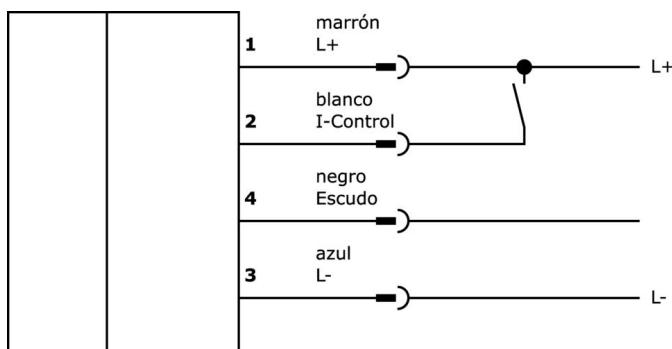 marrón
1 L+ L+
blanco
2 I-Control
negro
4 Escudo
azul
3 L- L-